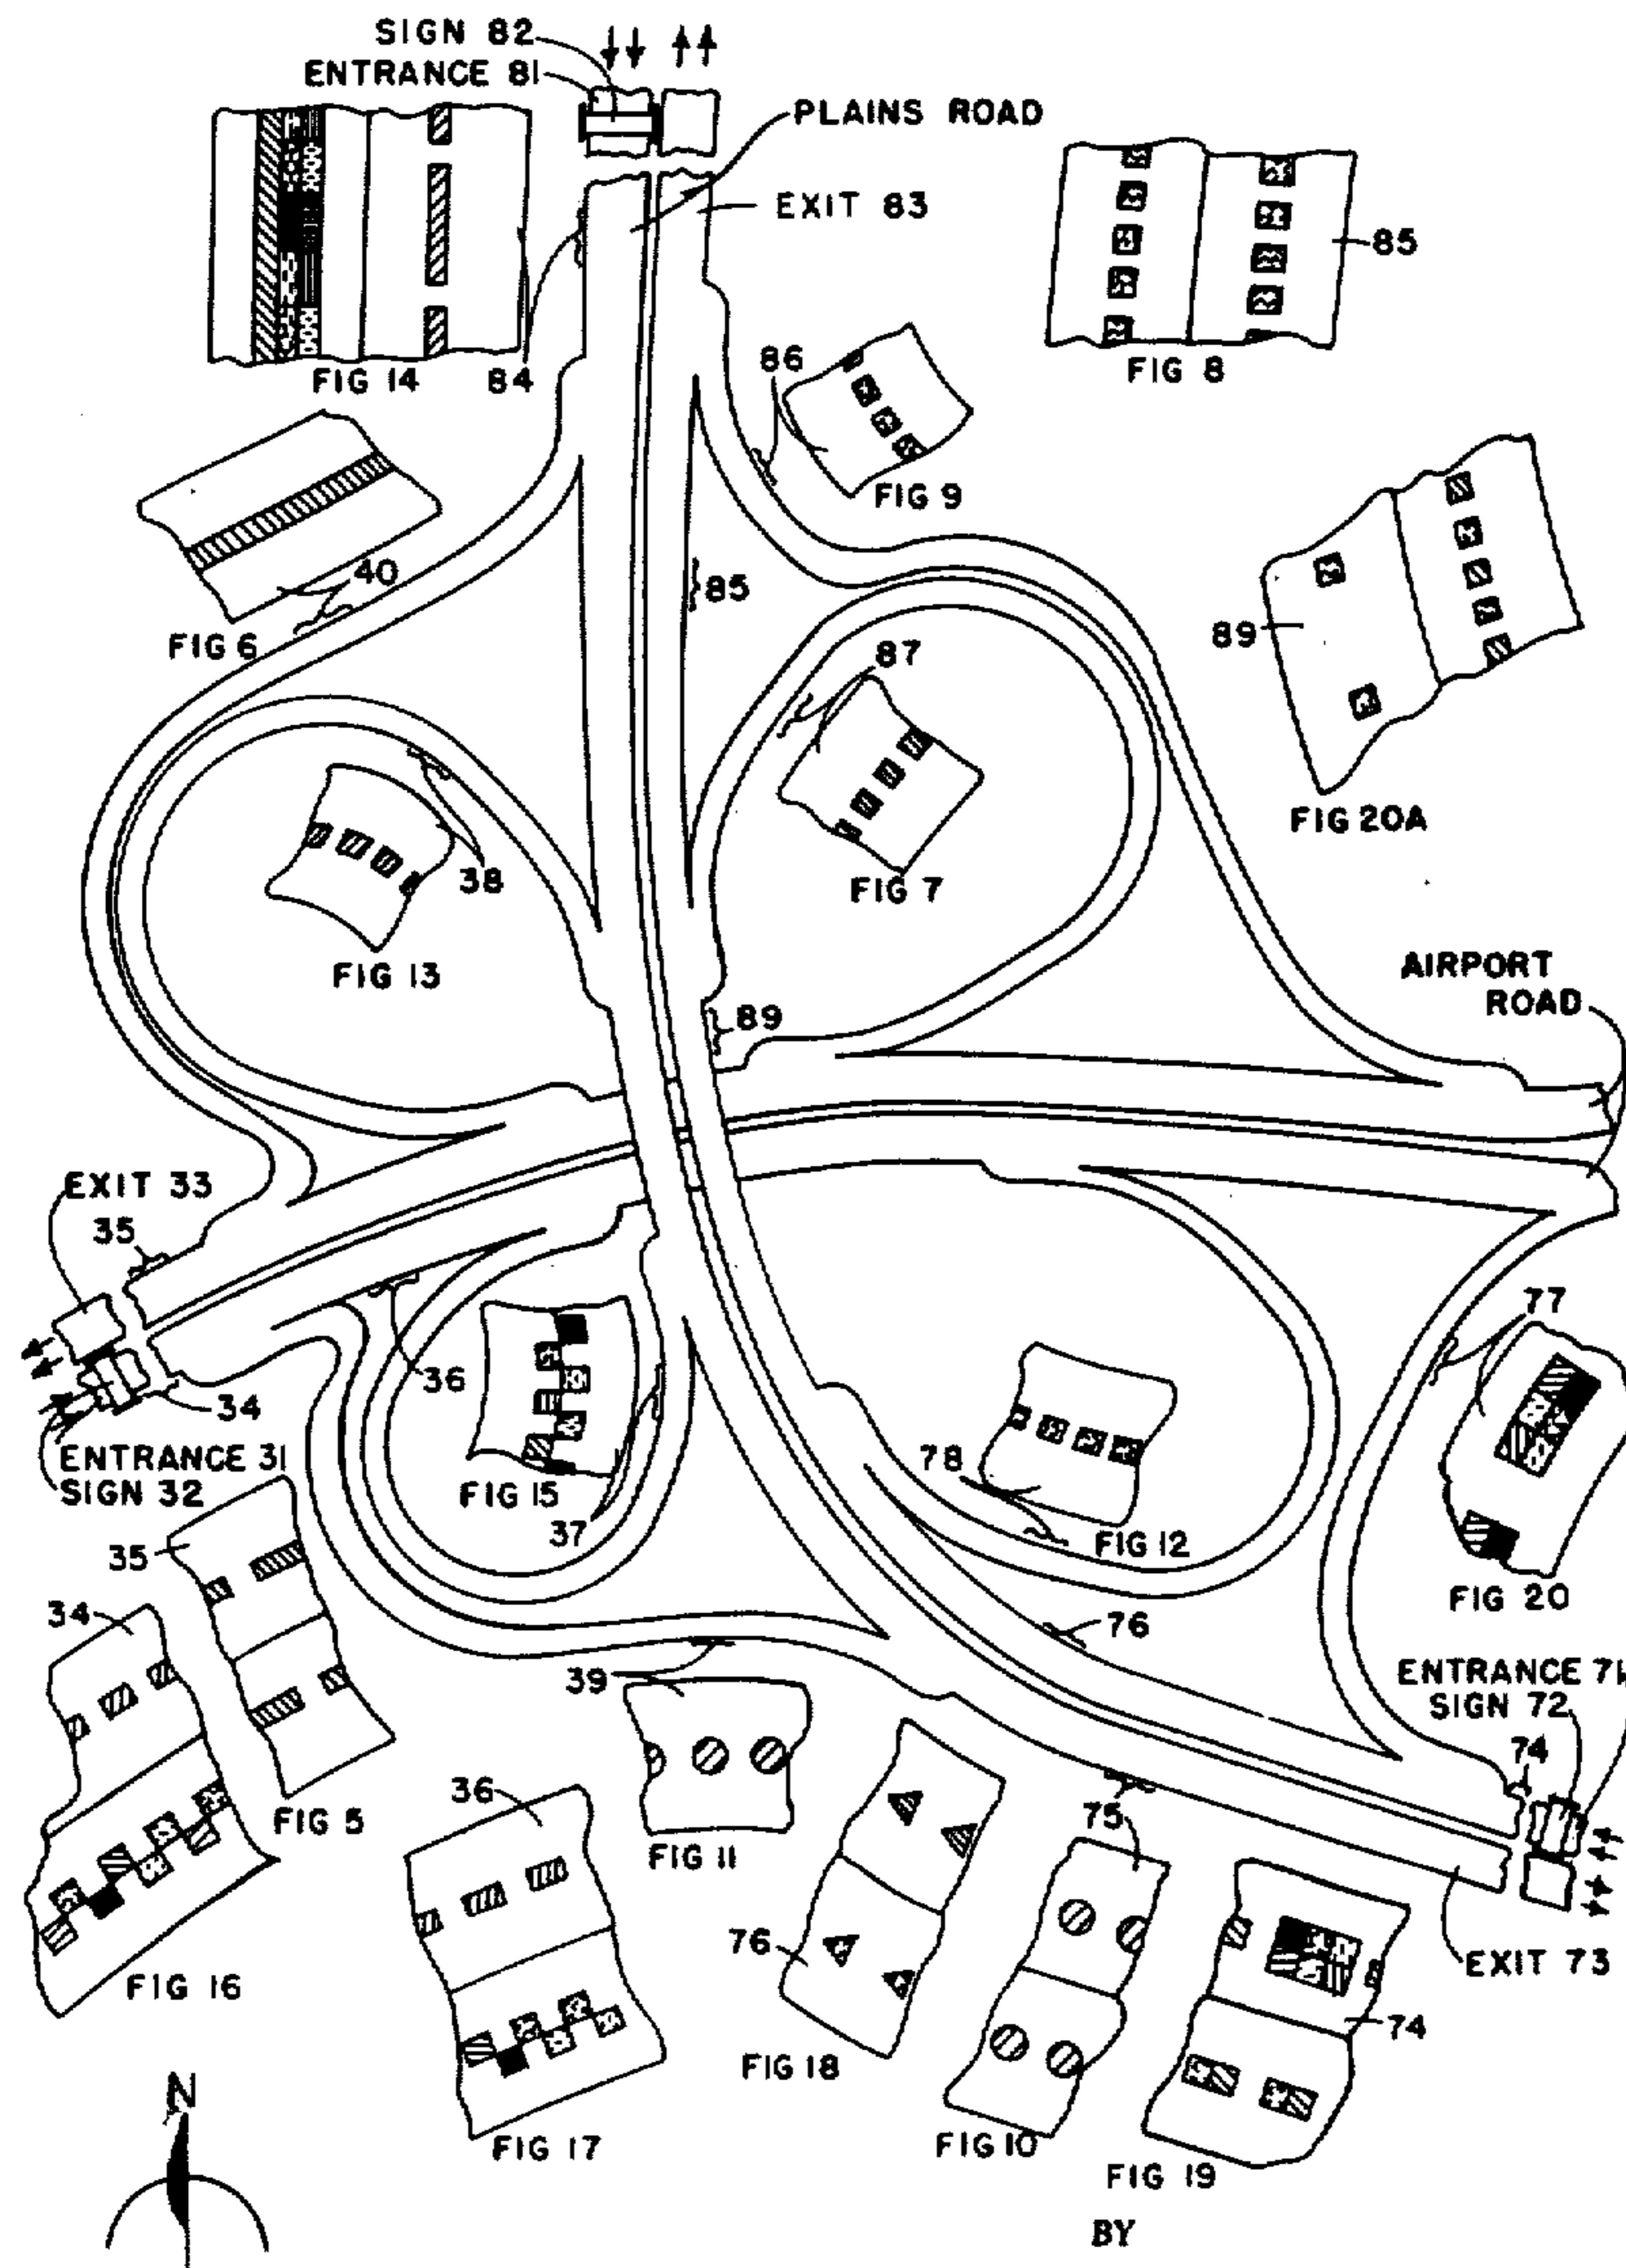 SIGN 82
ENTRANCE 81
PLAINS ROAD
EXIT 83
85
FIG 14
84
FIG 8
86
FIG 9
40
FIG 6
85
89
87
FIG 20A
38
FIG 13
FIG 7
AIRPORT
ROAD
89
EXIT 33
35
77
36
34
ENTRANCE 31
SIGN 32
FIG 15
37
78
FIG 12
FIG 20
35
34
76
39
ENTRANCE 71
SIGN 72
74
FIG 5
36
FIG 11
75
FIG 16
76
EXIT 73
74
FIG 17
FIG 18
FIG 10
FIG 19
N
BY